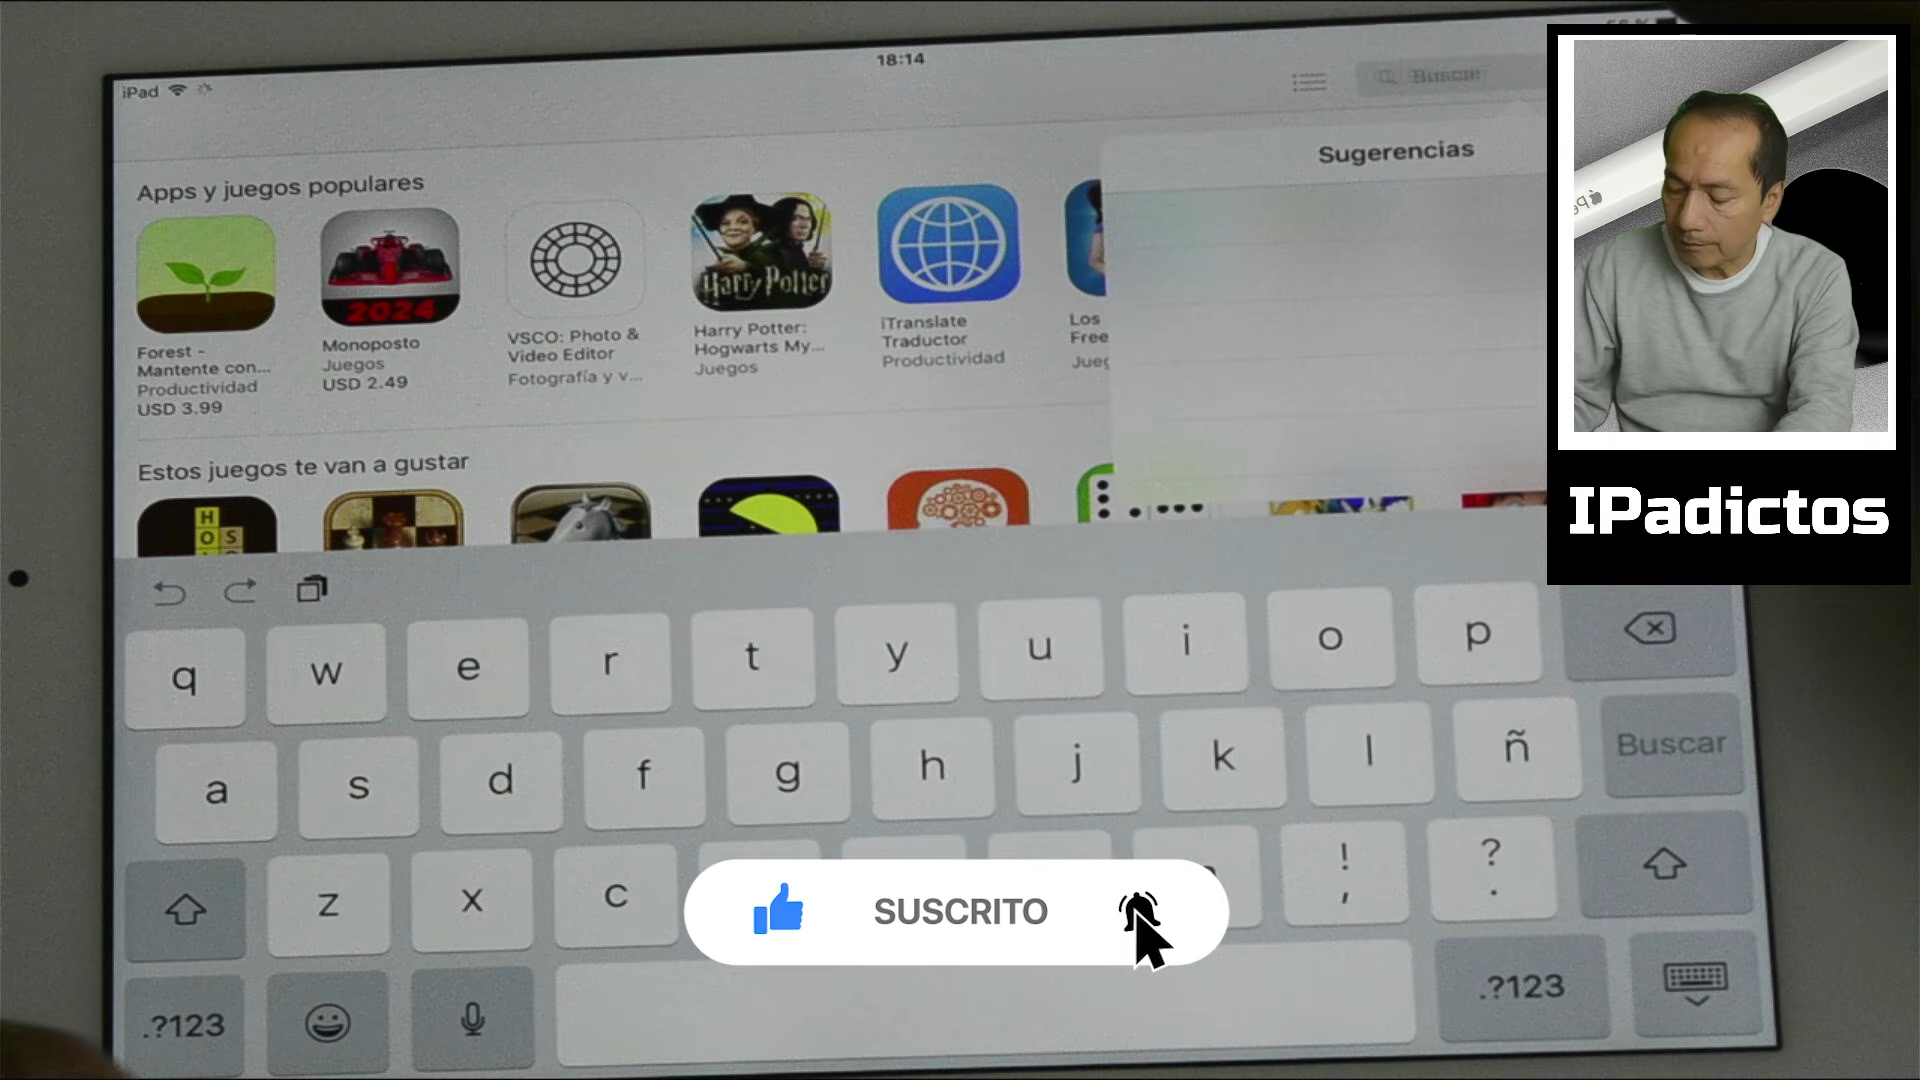 iPad
18:14
Buscar
Sugerencias
Apps y juegos populares
2024
Harry Potter
Forest -
Mantente con...
Productividad
USD 3.99
Monoposto
Juegos
USD 2.49
VSCO: Photo &
Video Editor
Fotografía y v...
Harry Potter:
Hogwarts My...
Juegos
iTranslate
Traductor
Productividad
Los
Free
Jueg
Estos juegos te van a gustar
H
O S
IPadictos
q w e r t y u i o p
a s d f g h j k l ñ
Buscar
z x c ! , ? .
SUSCRITO
.?123
.?123